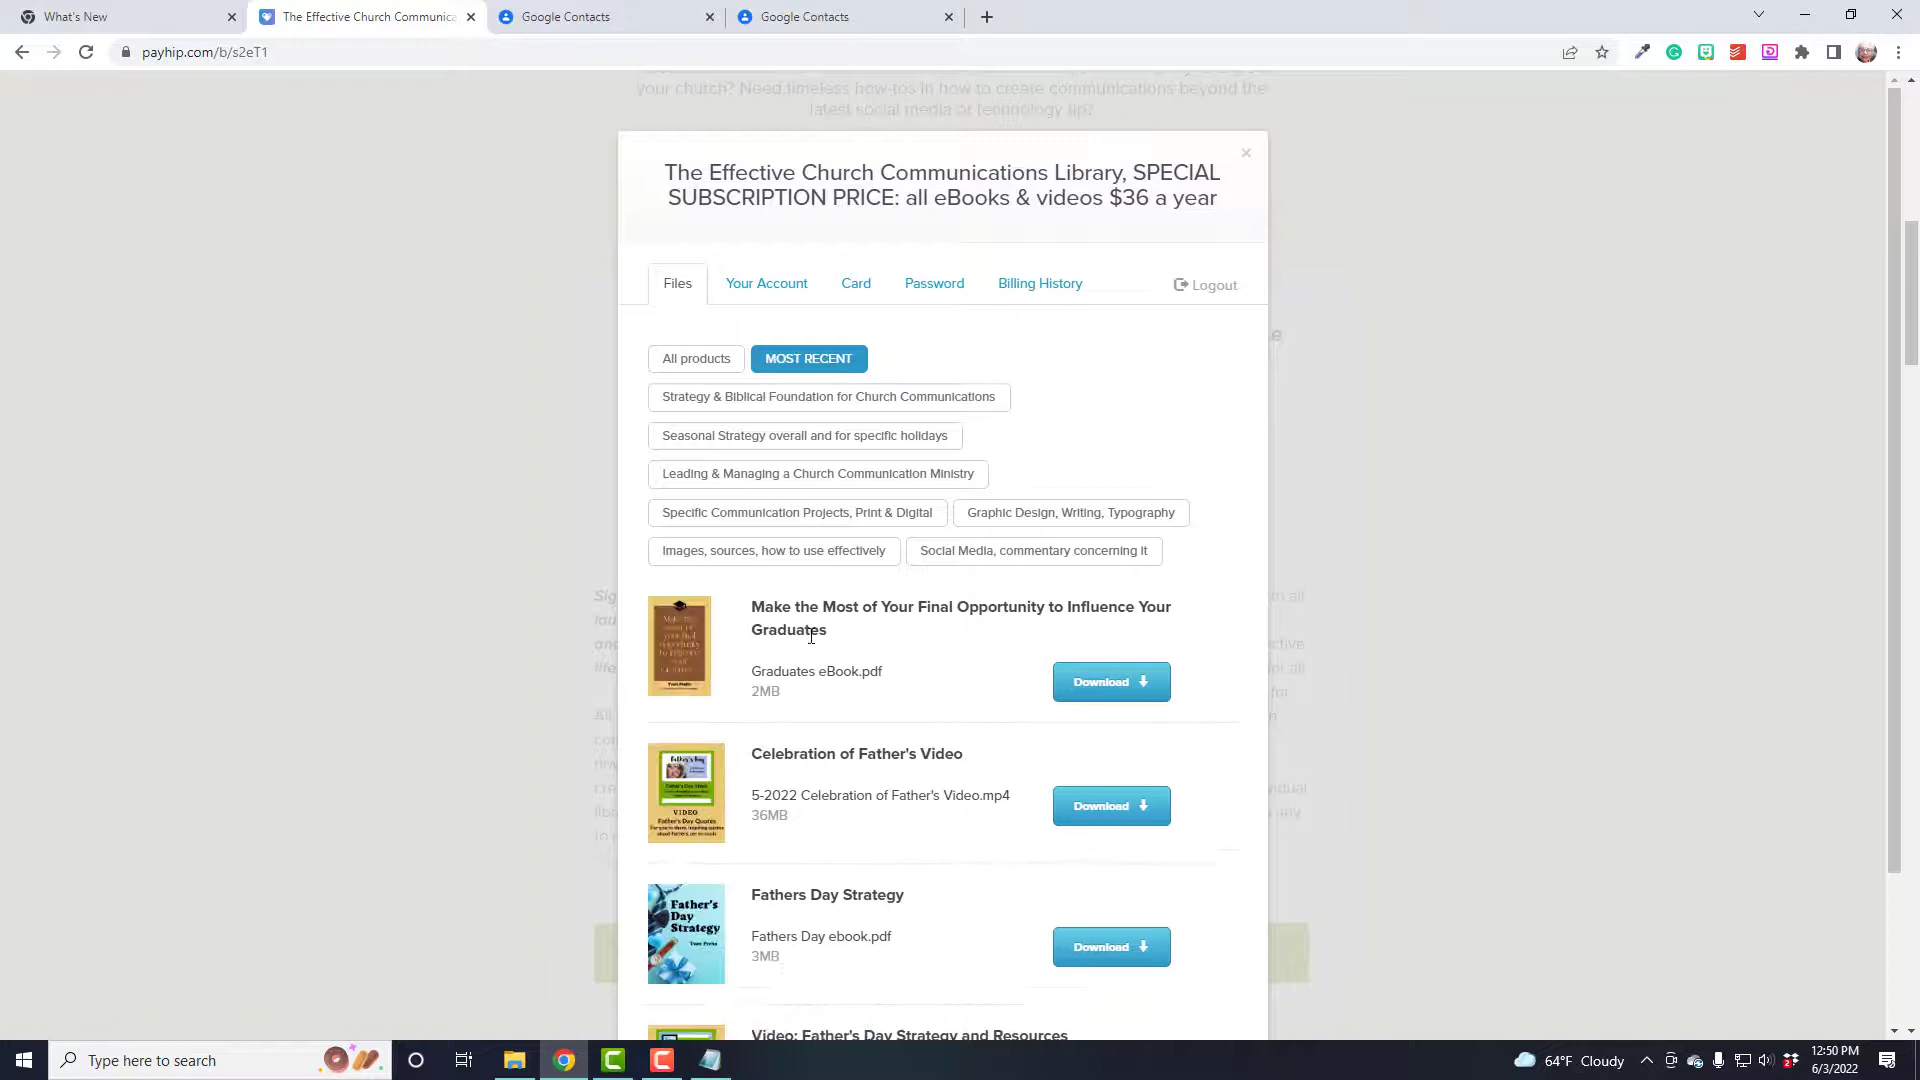 What's New
The Effective Church Communica
Google Contacts
Google Contacts
payhip.com/b/s2eT1
your church? Need timeless how-tos in how to create communications beyond the
latest social media or technology tip?
The Effective Church Communications Library, SPECIAL
SUBSCRIPTION PRICE: all eBooks & videos $36 a year
Files
Your Account
Card
Password
Billing History
Logout
All products
MOST RECENT
Strategy & Biblical Foundation for Church Communications
Seasonal Strategy overall and for specific holidays
Leading & Managing a Church Communication Ministry
Specific Communication Projects, Print & Digital
Graphic Design, Writing, Typography
Images, sources, how to use effectively
Social Media, commentary concerning it
Make the Most of Your Final Opportunity to Influence Your
Graduates
Graduates eBook.pdf
2MB
Download
Celebration of Father's Video
5-2022 Celebration of Father's Video.mp4
36MB
Download
VIDEO
Father's Day Quotes
Fathers Day Strategy
Fathers Day ebook.pdf
3MB
Download
Father's
Day
Strategy
Video: Father's Day Strategy and Resources
Type here to search
64°F Cloudy
12:50 PM
6/3/2022